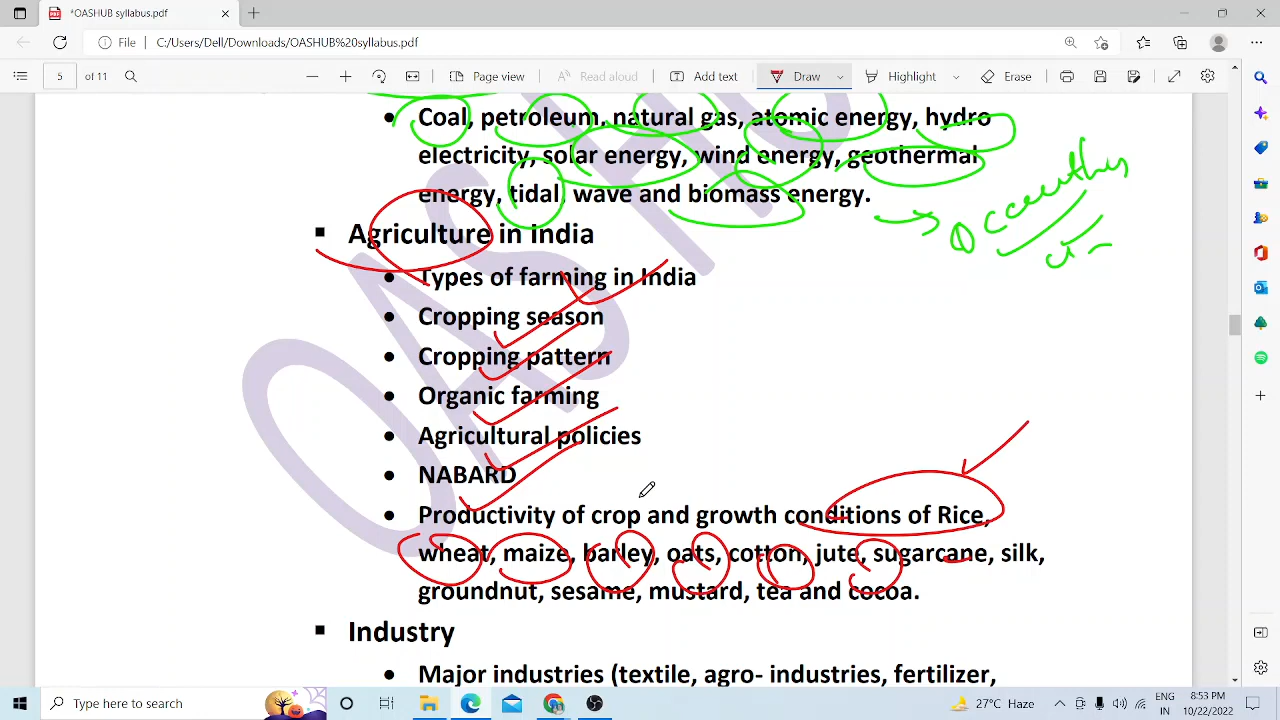 *OASHUB syllabus.pdf
File C:/Users/Dell/Downloads/OASHUB%20syllabus.pdf
5 of 11 Page view Read aloud Add text Draw Highlight Erase
• Coal, petroleum, natural gas, atomic energy, hydro
electricity, solar energy, wind energy, geothermal
energy, tidal, wave and biomass energy.
▪ Agriculture in India
• Types of farming in India
• Cropping season
• Cropping pattern
• Organic farming
• Agricultural policies
• NABARD
• Productivity of crop and growth conditions of Rice,
wheat, maize, barley, oats, cotton, jute, sugarcane, silk,
groundnut, sesame, mustard, tea and cocoa.
▪ Industry
• Major industries (textile, agro- industries, fertilizer,
OASHUB
Type here to search
27°C Haze
ENG
IN
8:53 PM
10/22/2022